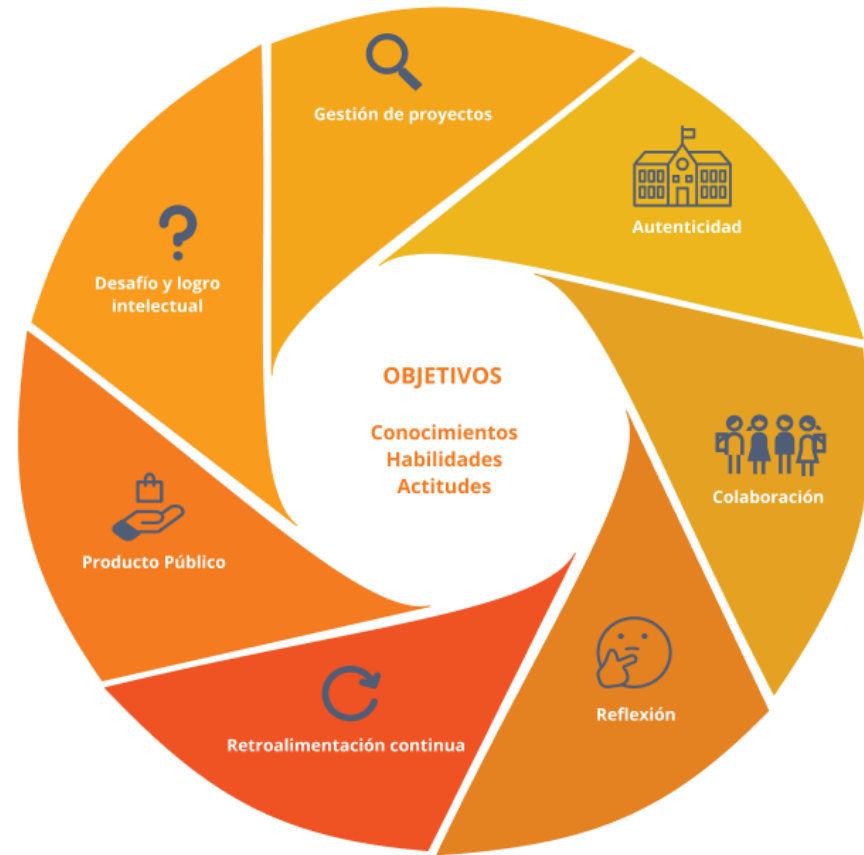 Gestión de proyectos
Autenticidad
Colaboración
Reflexión
Retroalimentación continua
Producto Público
Desafío y logro
intelectual
OBJETIVOS
Conocimientos
Habilidades
Actitudes